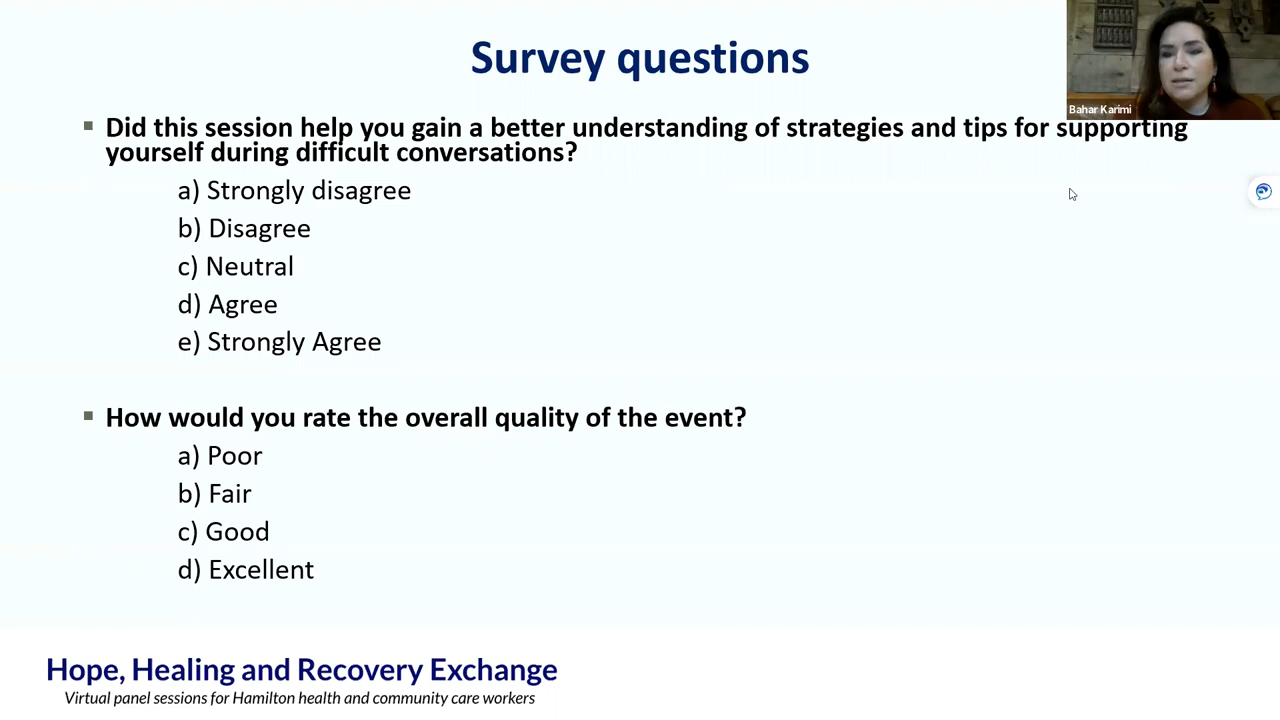 Survey questions
Bahar Karimi
▪ Did this session help you gain a better understanding of strategies and tips for supporting
yourself during difficult conversations?
a) Strongly disagree
b) Disagree
c) Neutral
d) Agree
e) Strongly Agree
▪ How would you rate the overall quality of the event?
a) Poor
b) Fair
c) Good
d) Excellent
Hope, Healing and Recovery Exchange
Virtual panel sessions for Hamilton health and community care workers